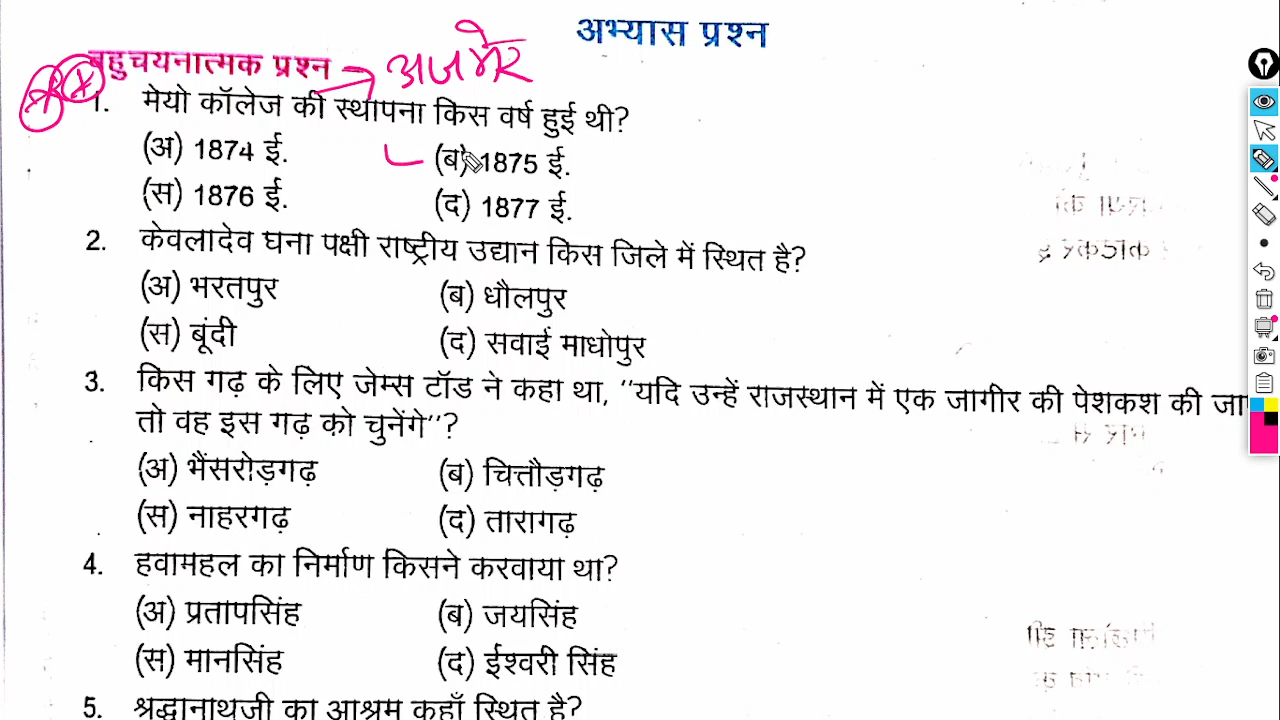 अभ्यास प्रश्न
बहुचयनात्मक प्रश्न → अजमेर
1. मेयो कॉलेज की स्थापना किस वर्ष हुई थी?
(अ) 1874 ई. (ब) 1875 ई.
(स) 1876 ई. (द) 1877 ई.
2. केवलादेव घना पक्षी राष्ट्रीय उद्यान किस जिले में स्थित है?
(अ) भरतपुर (ब) धौलपुर
(स) बूंदी (द) सवाई माधोपुर
3. किस गढ़ के लिए जेम्स टॉड ने कहा था, "यदि उन्हें राजस्थान में एक जागीर की पेशकश की
तो वह इस गढ़ को चुनेंगे"?
(अ) भैंसरोड़गढ़ (ब) चित्तौड़गढ़
(स) नाहरगढ़ (द) तारागढ़
4. हवामहल का निर्माण किसने करवाया था?
(अ) प्रतापसिंह (ब) जयसिंह
(स) मानसिंह (द) ईश्वरी सिंह
5. श्रद्धानाथजी का आश्रम कहाँ स्थित है?